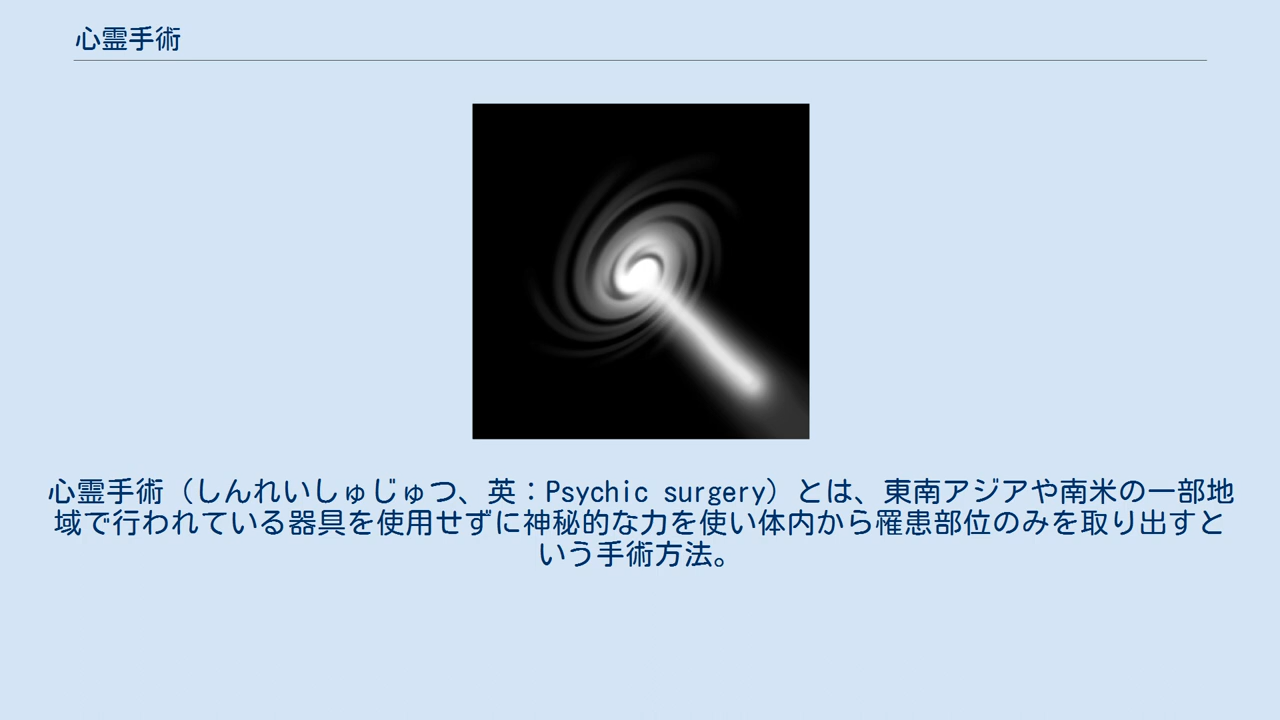 心霊手術
心霊手術（しんれいしゅじゅつ、英：Psychic surgery）とは、東南アジアや南米の一部地
域で行われている器具を使用せずに神秘的な力を使い体内から罹患部位のみを取り出すと
いう手術方法。